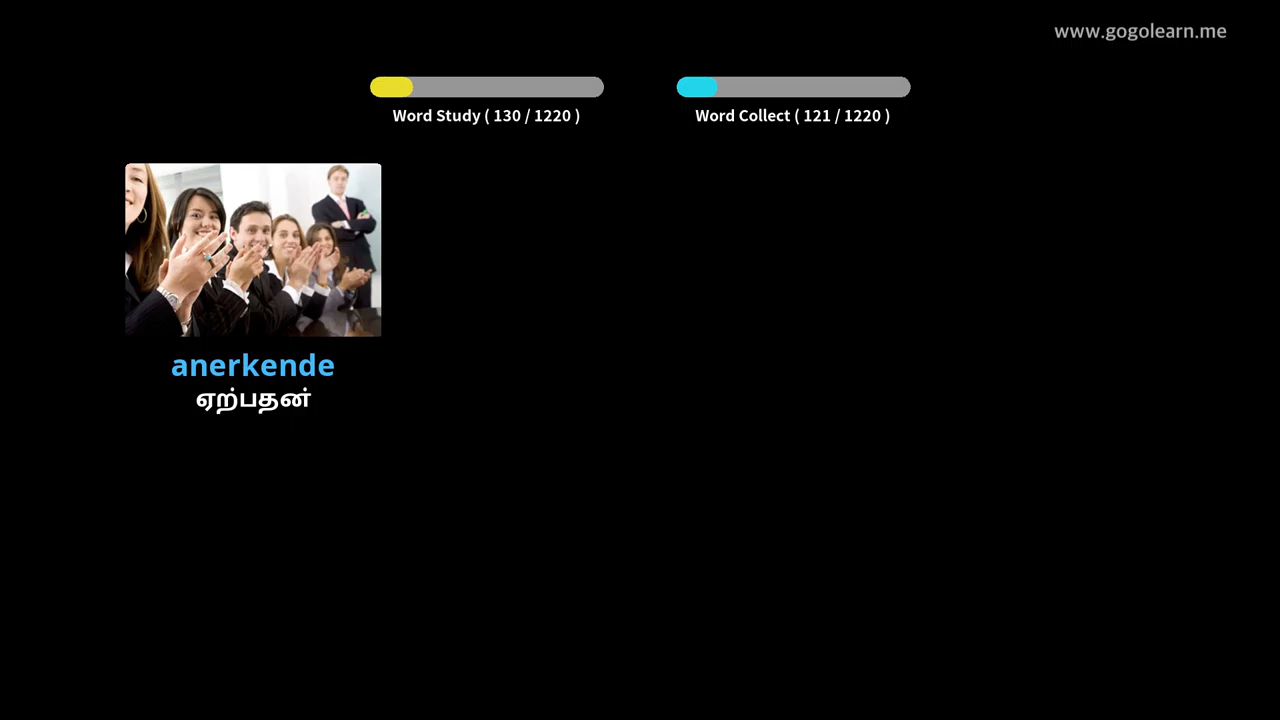 www.gogolearn.me
Word Study ( 130 / 1220 )
Word Collect ( 121 / 1220 )
anerkende
ஏற்பதன்